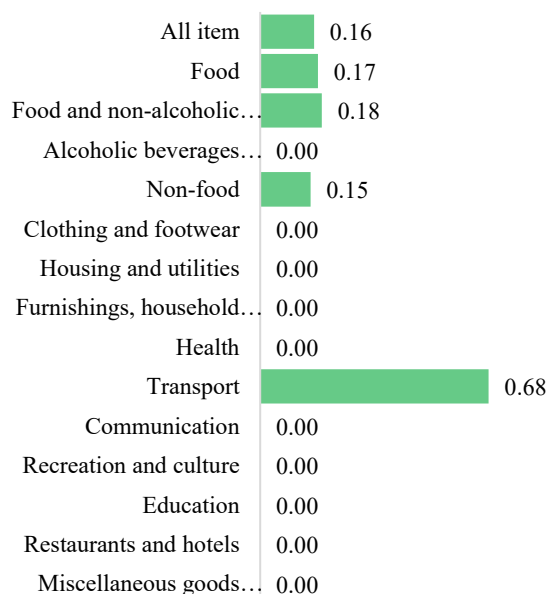 All item 0.16
Food 0.17
Food and non-alcoholic… 0.18
Alcoholic beverages… 0.00
Non-food 0.15
Clothing and footwear 0.00
Housing and utilities 0.00
Furnishings, household… 0.00
Health 0.00
Transport 0.68
Communication 0.00
Recreation and culture 0.00
Education 0.00
Restaurants and hotels 0.00
Miscellaneous goods… 0.00